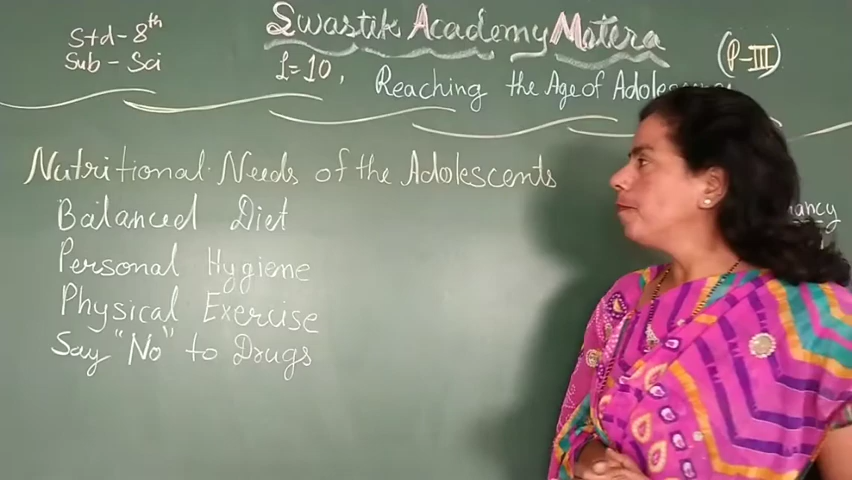 Swastik Academy Matera
Std-8th
Sub - Sci
L=10, Reaching the Age of
(P-III)
Nutritional Needs of the Adolescents
Balanced Diet
Personal Hygiene
Physical Exercise
Say "No" to Drugs